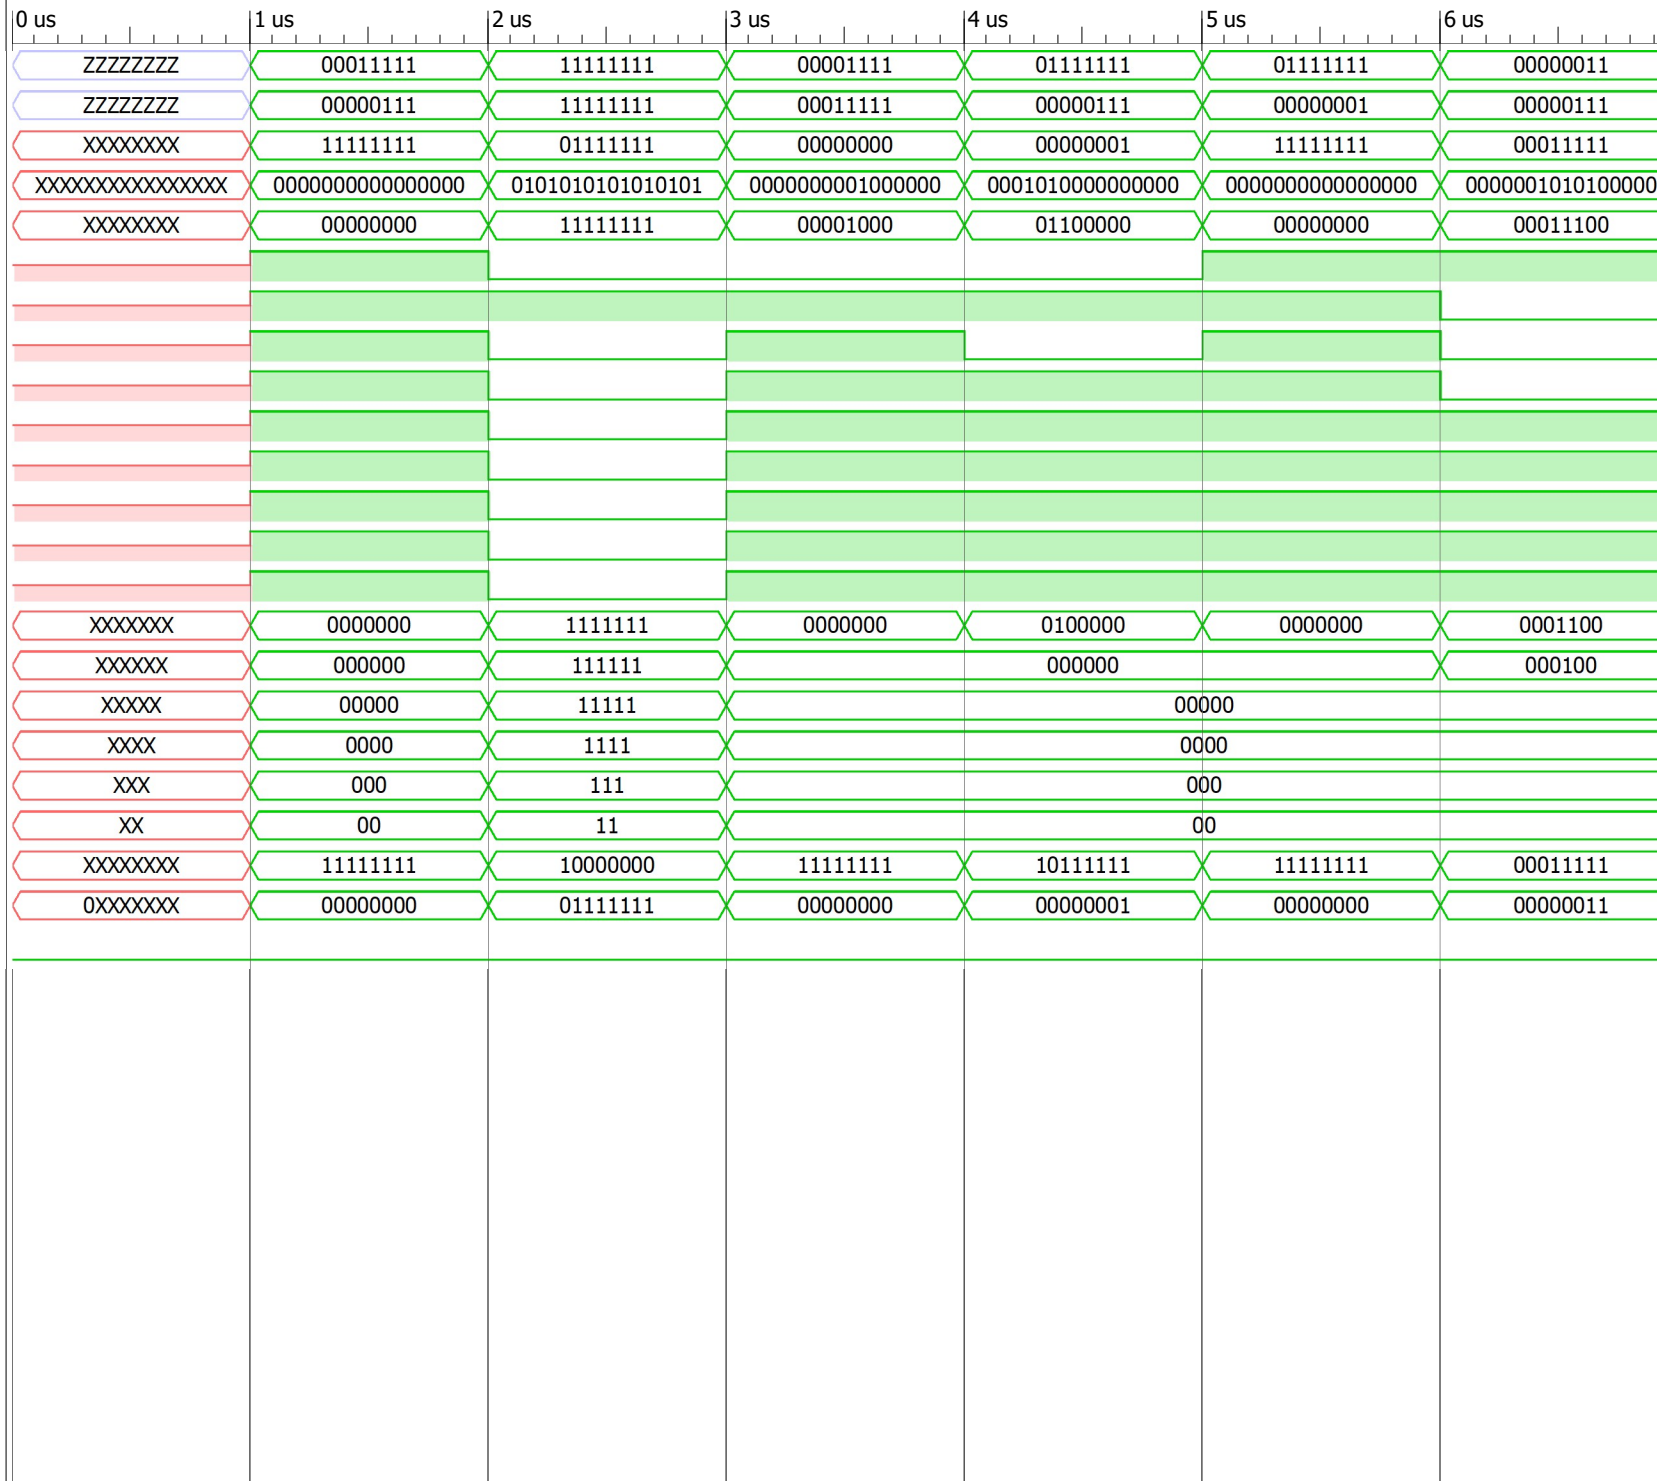 0 us 1 us 2 us 3 us 4 us 5 us 6 us
ZZZZZZZZ 00011111 11111111 00001111 01111111 01111111 00000011
ZZZZZZZZ 00000111 11111111 00011111 00000111 00000001 00000111
XXXXXXXX 11111111 01111111 00000000 00000001 11111111 00011111
XXXXXXXXXXXXXXXX 0000000000000000 0101010101010101 0000000001000000 0001010000000000 0000000000000000 0000001010100000
XXXXXXXX 00000000 11111111 00001000 01100000 00000000 00011100
XXXXXXX 0000000 1111111 0000000 0100000 0000000 0001100
XXXXXX 000000 111111 000000 000100
XXXXX 00000 11111 00000
XXXX 0000 1111 0000
XXX 000 111 000
XX 00 11 00
XXXXXXXX 11111111 10000000 11111111 10111111 11111111 00011111
0XXXXXXX 00000000 01111111 00000000 00000001 00000000 00000011